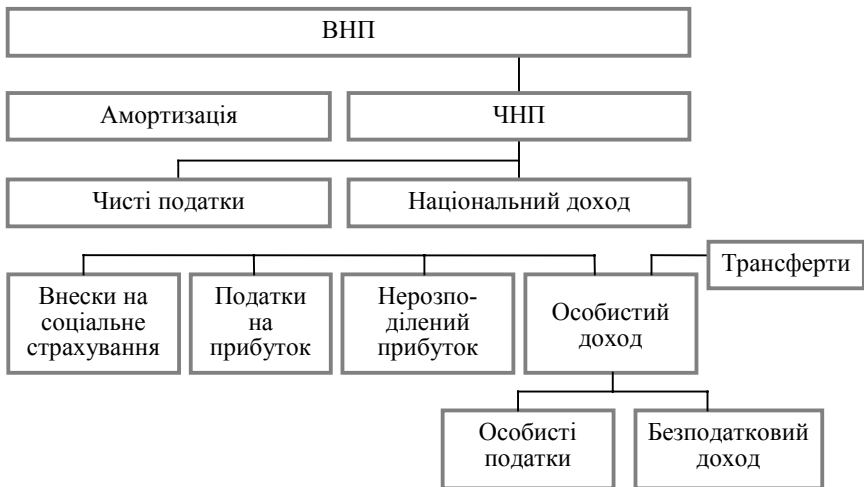 ВНП
Амортизація
ЧНП
Чисті податки
Національний доход
Трансферти
Внески на
соціальне
страхування
Податки
на
прибуток
Нерозпо-
ділений
прибуток
Особистий
доход
Особисті
податки
Безподатковий
доход